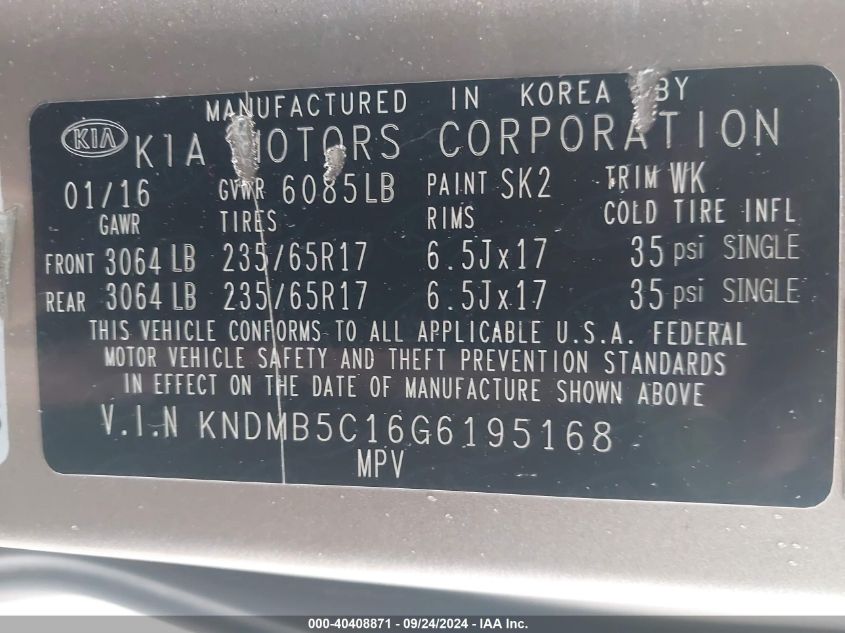 MANUFACTURED IN KOREA BY
KIA KIA MOTORS CORPORATION
01/16 GVWR 6085LB PAINT SK2 TRIM WK
GAWR TIRES RIMS COLD TIRE INFL
FRONT 3064 LB 235/65R17 6.5Jx17 35 psi SINGLE
REAR 3064 LB 235/65R17 6.5Jx17 35 psi SINGLE
THIS VEHICLE CONFORMS TO ALL APPLICABLE U.S.A. FEDERAL
MOTOR VEHICLE SAFETY AND THEFT PREVENTION STANDARDS
IN EFFECT ON THE DATE OF MANUFACTURE SHOWN ABOVE
V.I.N KNDMB5C16G6195168
MPV
000-40408871 - 09/24/2024 - IAA Inc.